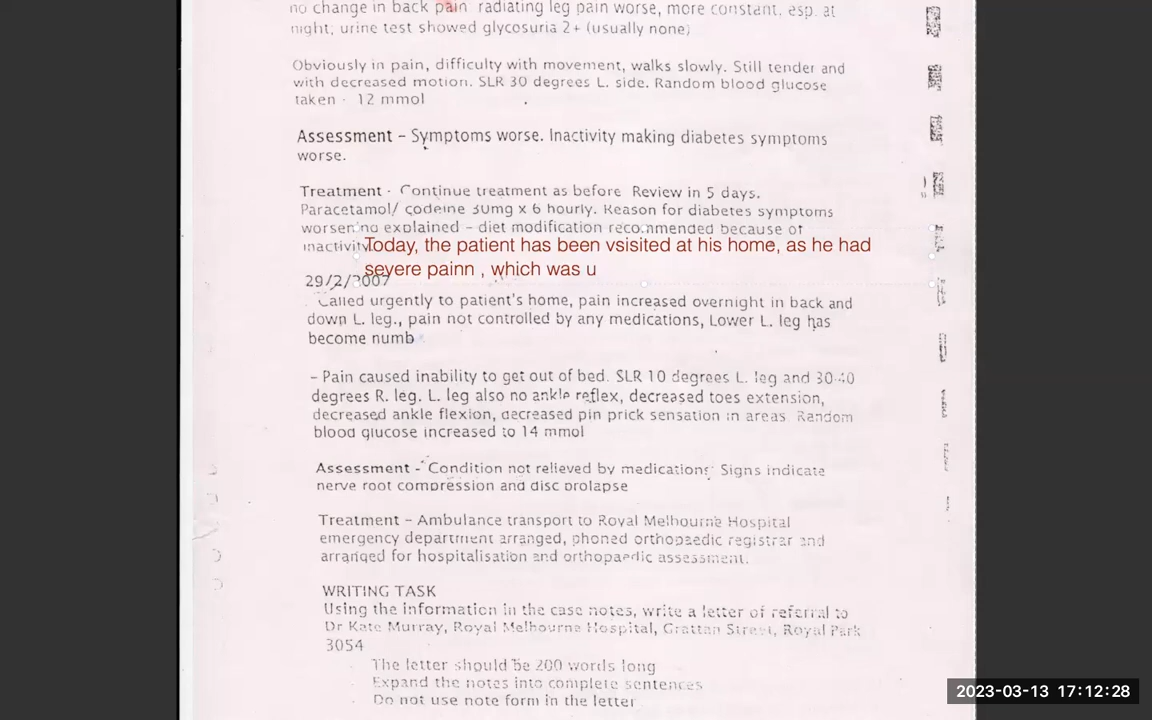 no change in back pain radiating leg pain worse, more constant, esp. at
night; urine test showed glycosuria 2+ (usually none)
Obviously in pain, difficulty with movement, walks slowly. Still tender and
with decreased motion. SLR 30 degrees L. side. Random blood glucose
taken - 12 mmol
Assessment – Symptoms worse. Inactivity making diabetes symptoms
worse.
Treatment - Continue treatment as before Review in 5 days.
Paracetamol/ codeine 30mg x 6 hourly. Reason for diabetes symptoms
worsening explained – diet modification recommended because of
inactivity
Today, the patient has been vsisited at his home, as he had
severe painn , which was u
29/2/2007
Called urgently to patient's home, pain increased overnight in back and
down L. leg., pain not controlled by any medications, Lower L. leg has
become numb
– Pain caused inability to get out of bed. SLR 10 degrees L. leg and 30-40
degrees R. leg. L. leg also no ankle reflex, decreased toes extension,
decreased ankle flexion, decreased pin prick sensation in areas Random
blood glucose increased to 14 mmol
Assessment - Condition not relieved by medications Signs indicate
nerve root compression and disc prolapse
Treatment – Ambulance transport to Royal Melbourne Hospital
emergency department arranged, phoned orthopaedic registrar and
arranged for hospitalisation and orthopaedic assessment.
WRITING TASK
Using the information in the case notes, write a letter of referral to
Dr Kate Murray, Royal Melbourne Hospital, Grattan Street, Royal Park
3054
The letter should be 200 words long
Expand the notes into complete sentences
Do not use note form in the letter
2023-03-13 17:12:28